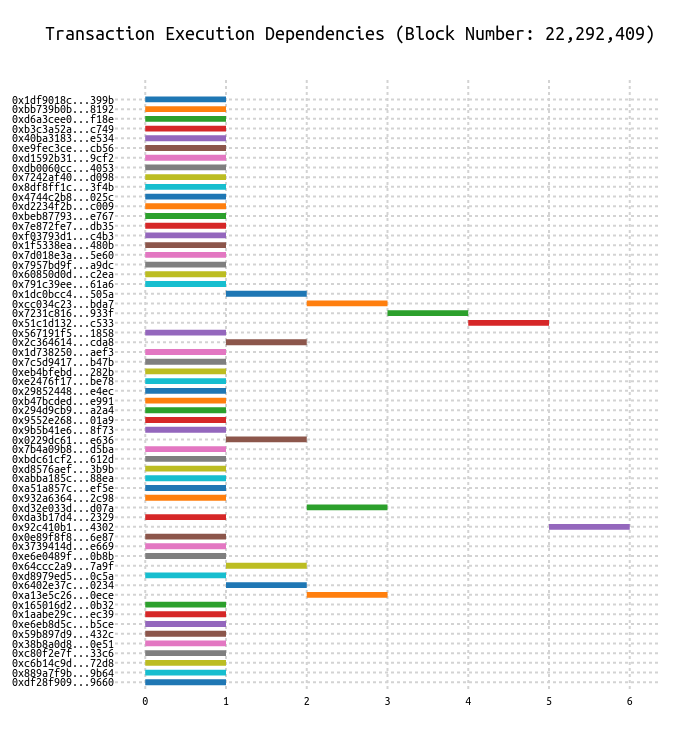 Transaction Execution Dependencies (Block Number: 22,292,409)
0x1df9018c...399b
0xbb739b0b...8192
0xd6a3cee0...f18e
0xb3c3a52a...c749
0x40ba3183...e534
0xe9fec3ce...cb56
0xd1592b31...9cf2
0xdb0060cc...4053
0x7242af40...d098
0x8df8ff1c...3f4b
0x4744c2b8...025c
0xd2234f2b...c009
0xbeb87793...e767
0x7e872fe7...db35
0xf03793d1...c4b3
0x1f5338ea...480b
0x7d018e3a...5e60
0x7957bd9f...a9dc
0x60850d0d...c2ea
0x791c39ee...61a6
0x1dc0bcc4...505a
0xcc034c23...bda7
0x7231c816...933f
0x51c1d132...c533
0x567191f5...1858
0x2c364614...cda8
0x1d738250...aef3
0x7c5d9417...b47b
0xeb4bfebd...282b
0xe2476f17...be78
0x29852448...e4ec
0xb47bcded...e991
0x294d9cb9...a2a4
0x9552e268...01a9
0x9b5b41e6...8f73
0x0229dc61...e636
0x7b4a09b8...d5ba
0xbdc61cf2...612d
0xd8576aef...3b9b
0xabba185c...88ea
0xa51a857c...ef5e
0x932a6364...2c98
0xd32e033d...d07a
0xda3b17d4...2329
0x92c410b1...4302
0x0e89f8f8...6e87
0x3739414d...e669
0xe6e0489f...0b8b
0x64ccc2a9...7a9f
0xd8979ed5...0c5a
0x6402e37c...0234
0xa13e5c26...0ece
0x165016d2...0b32
0x1aabe29c...ec39
0xe6eb8d5c...b5ce
0x59b897d9...432c
0x38b8a0d8...0e51
0xc80f2e7f...33c6
0xc6b14c9d...72d8
0x889a7f9b...9b64
0xdf28f909...9660
0 1 2 3 4 5 6